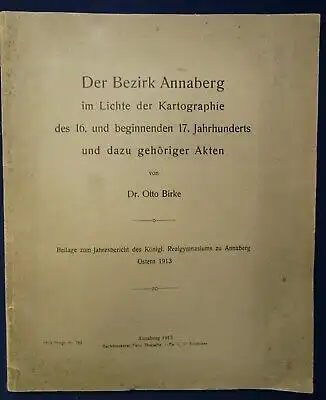 Der Bezirk Annaberg
im Lichte der Kartographie
des 16. und beginnenden 17. Jahrhunderts
und dazu gehöriger Akten
von
Dr. Otto Birke
Beilage zum Jahresbericht des Königl. Realgymnasiums zu Annaberg
Ostern 1913
Annaberg 1913